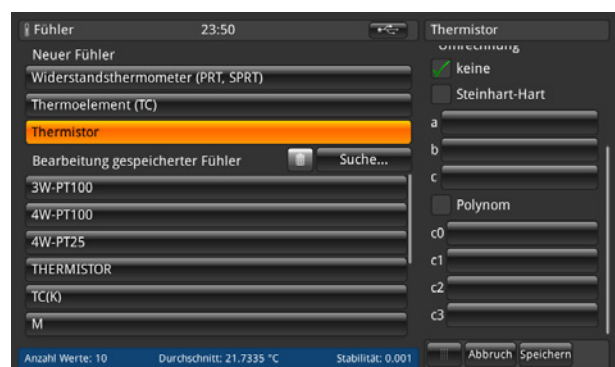 Fühler
23:50
Neuer Fühler
Widerstandsthermometer (PRT, SPRT)
Thermoelement (TC)
Thermistor
Bearbeitung gespeicherter Fühler
Suche...
3W-PT100
4W-PT100
4W-PT25
THERMISTOR
TC(K)
M
Anzahl Werte: 10 Durchschnitt: 21.7335 °C Stabilität: 0.001
Thermistor
Umrechnung
keine
Steinhart-Hart
a
b
c
Polynom
c0
c1
c2
c3
Abbruch Speichern